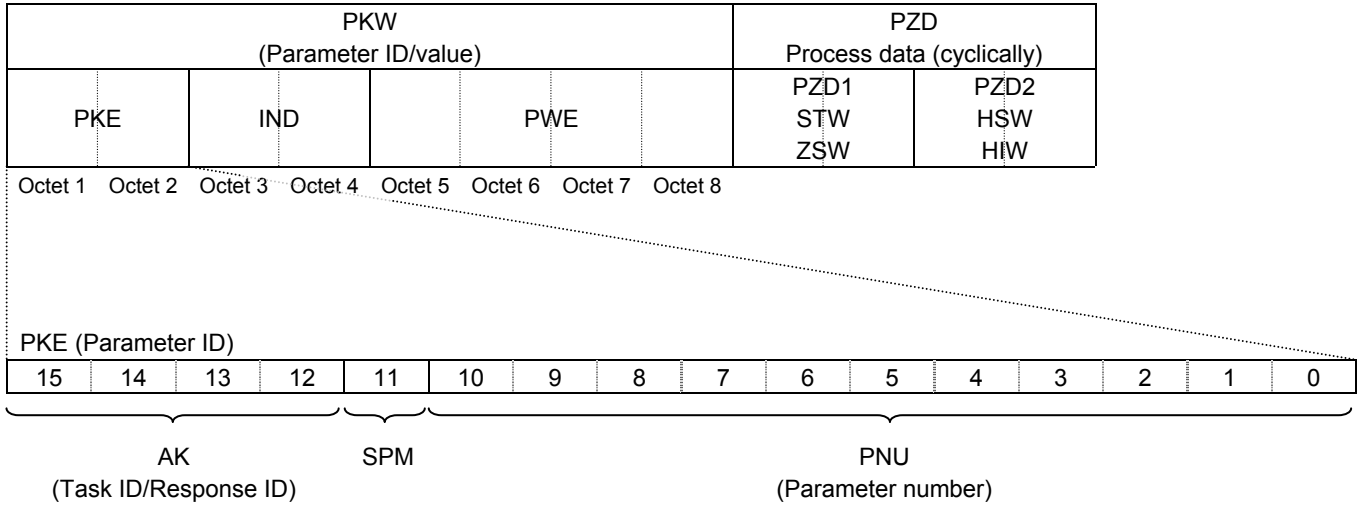 PKW
(Parameter ID/value)
PZD
Process data (cyclically)
PKE IND PWE
PZD1
STW
ZSW
PZD2
HSW
HIW
Octet 1 Octet 2 Octet 3 Octet 4 Octet 5 Octet 6 Octet 7 Octet 8
PKE (Parameter ID)
15 14 13 12 11 10 9 8 7 6 5 4 3 2 1 0
AK
(Task ID/Response ID)
SPM
PNU
(Parameter number)